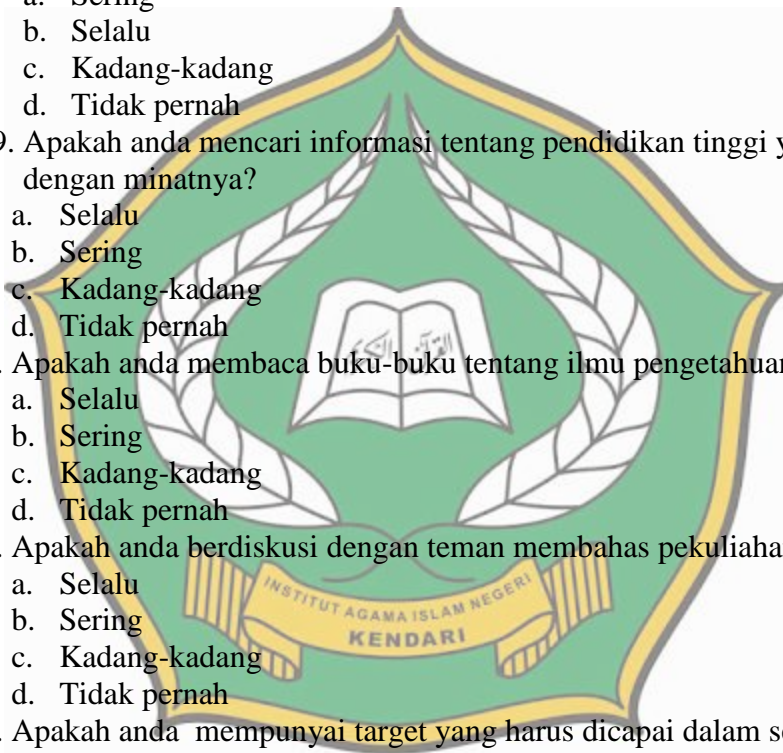 a. Sering
b. Selalu
c. Kadang-kadang
d. Tidak pernah
9. Apakah anda mencari informasi tentang pendidikan tinggi
dengan minatnya?
a. Selalu
b. Sering
c. Kadang-kadang
d. Tidak pernah
. Apakah anda membaca buku-buku tentang ilmu pengetahuan
a. Selalu
b. Sering
c. Kadang-kadang
d. Tidak pernah
. Apakah anda berdiskusi dengan teman membahas
a. Selalu
b. Sering
c. Kadang-kadang
d. Tidak pernah
. Apakah anda mempunyai target yang harus dicapai dalam
القرآن الكريم
INSTITUT AGAMA ISLAM NEGERI
KENDARI